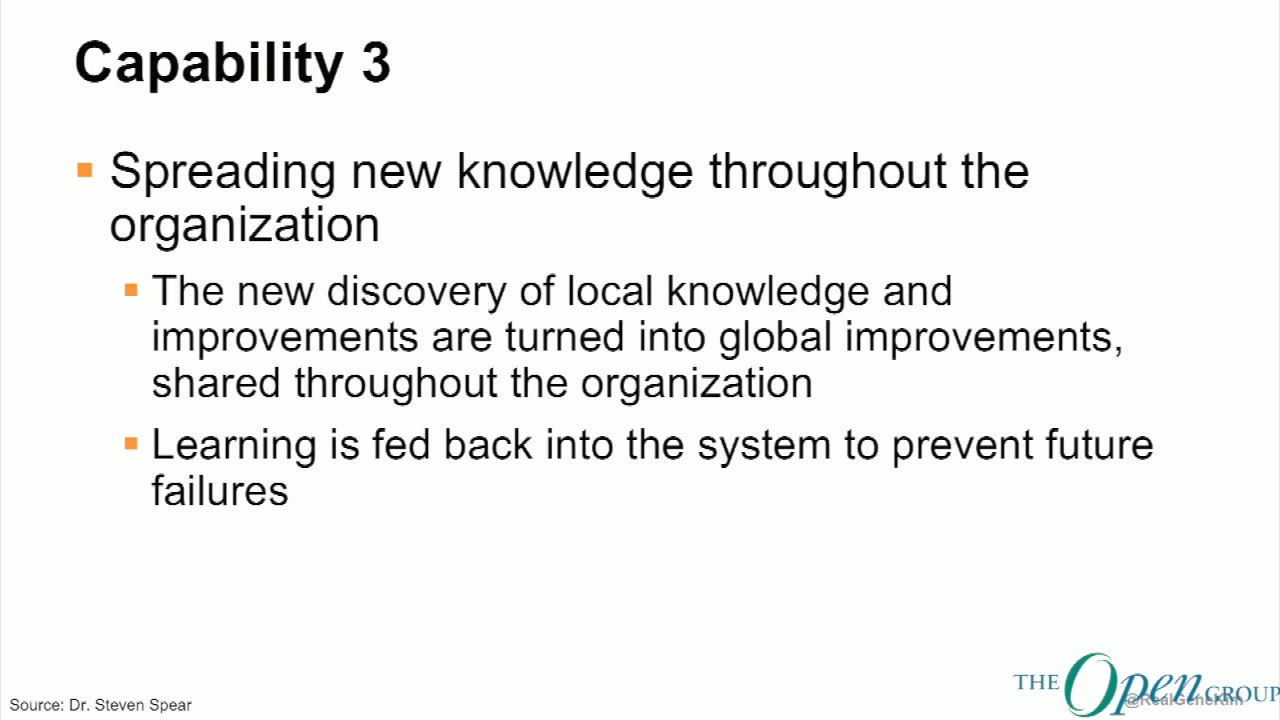 Capability 3
Spreading new knowledge throughout the
organization
The new discovery of local knowledge and
improvements are turned into global improvements,
shared throughout the organization
Learning is fed back into the system to prevent future
failures
Source: Dr. Steven Spear
THE Open GROUP
@RealGeneKim